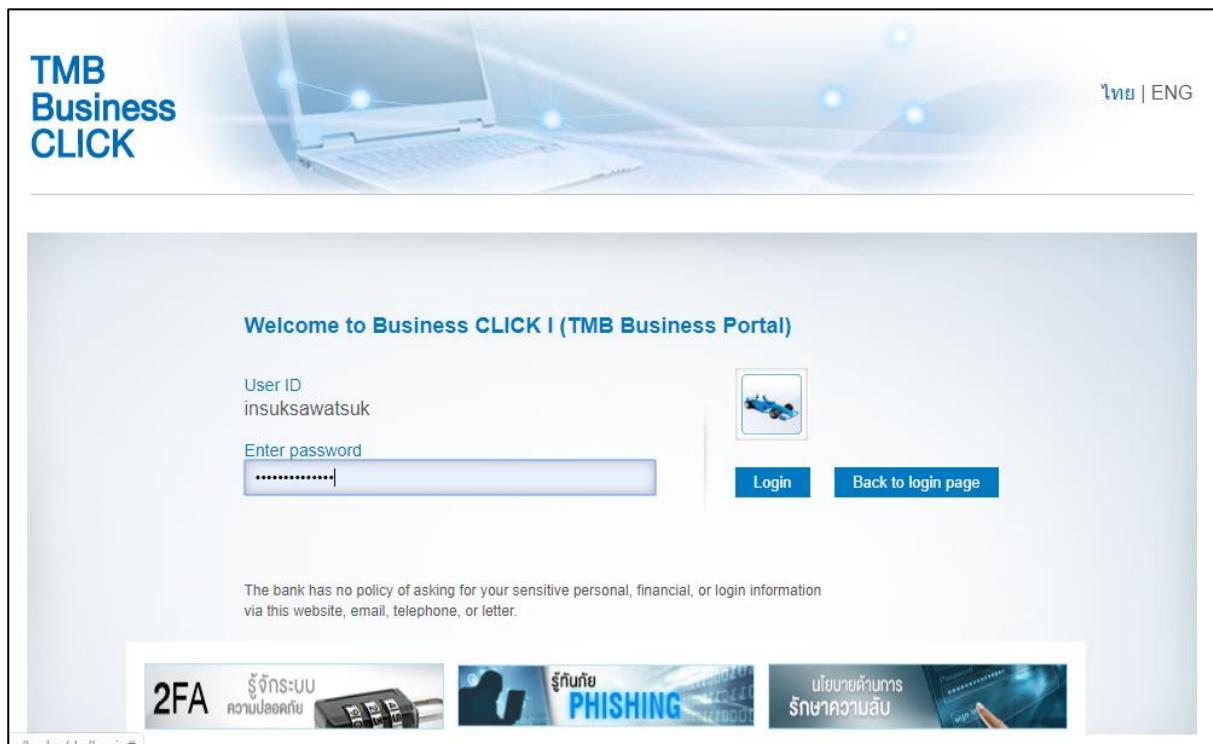 TMB
Business
CLICK
ไทย | ENG
Welcome to Business CLICK I (TMB Business Portal)
User ID
insuksawatsuk
Enter password
••••••••••••••
Login
Back to login page
The bank has no policy of asking for your sensitive personal, financial, or login information
via this website, email, telephone, or letter.
2FA
รู้จักระบบ
ความปลอดภัย
รู้ทันภัย
PHISHING
นโยบายด้านการ
รักษาความลับ